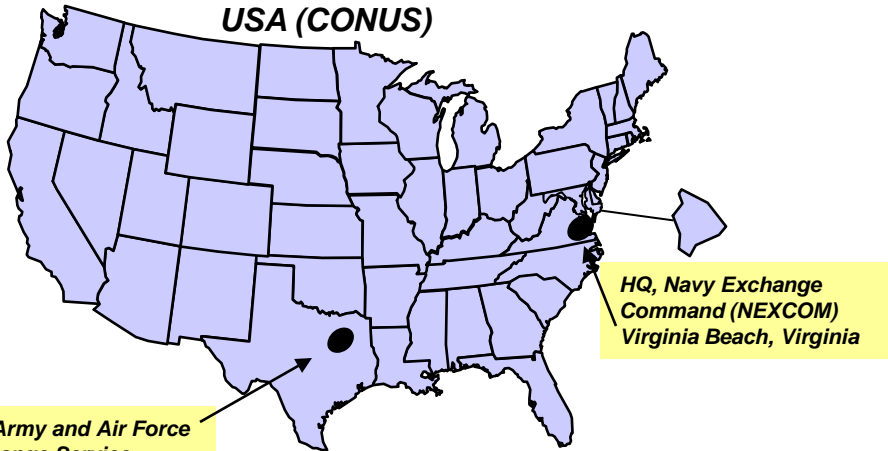 USA (CONUS)
HQ, Navy Exchange
Command (NEXCOM)
Virginia Beach, Virginia
Army and Air Force